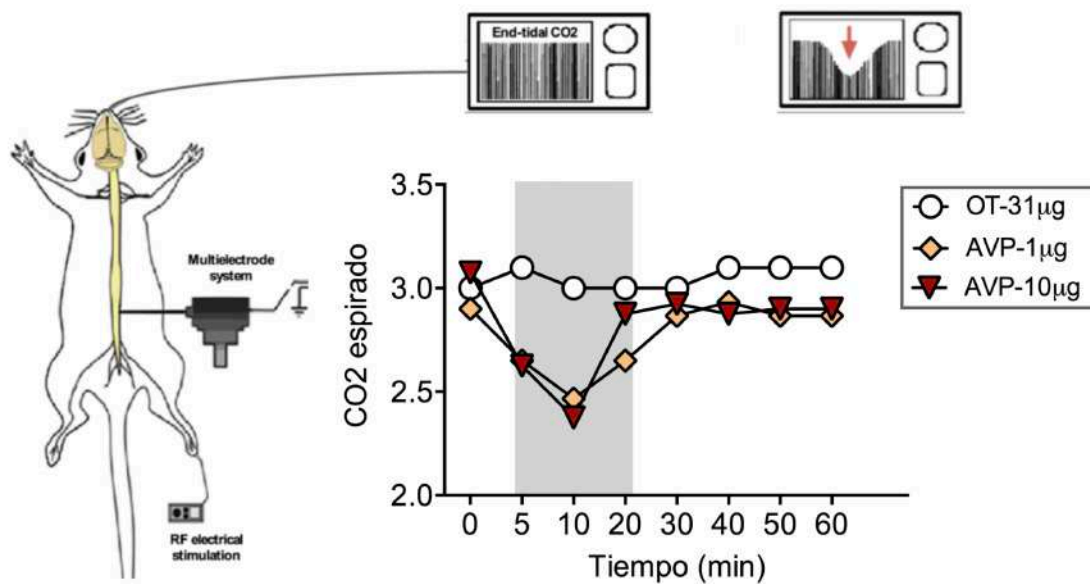 End-tidal CO2
Multielectrode
system
RF electrical
stimulation
3.5
3.0
2.5
2.0
CO2 espirado
0 5 10 20 30 40 50 60
Tiempo (min)
OT-31μg
AVP-1μg
AVP-10μg